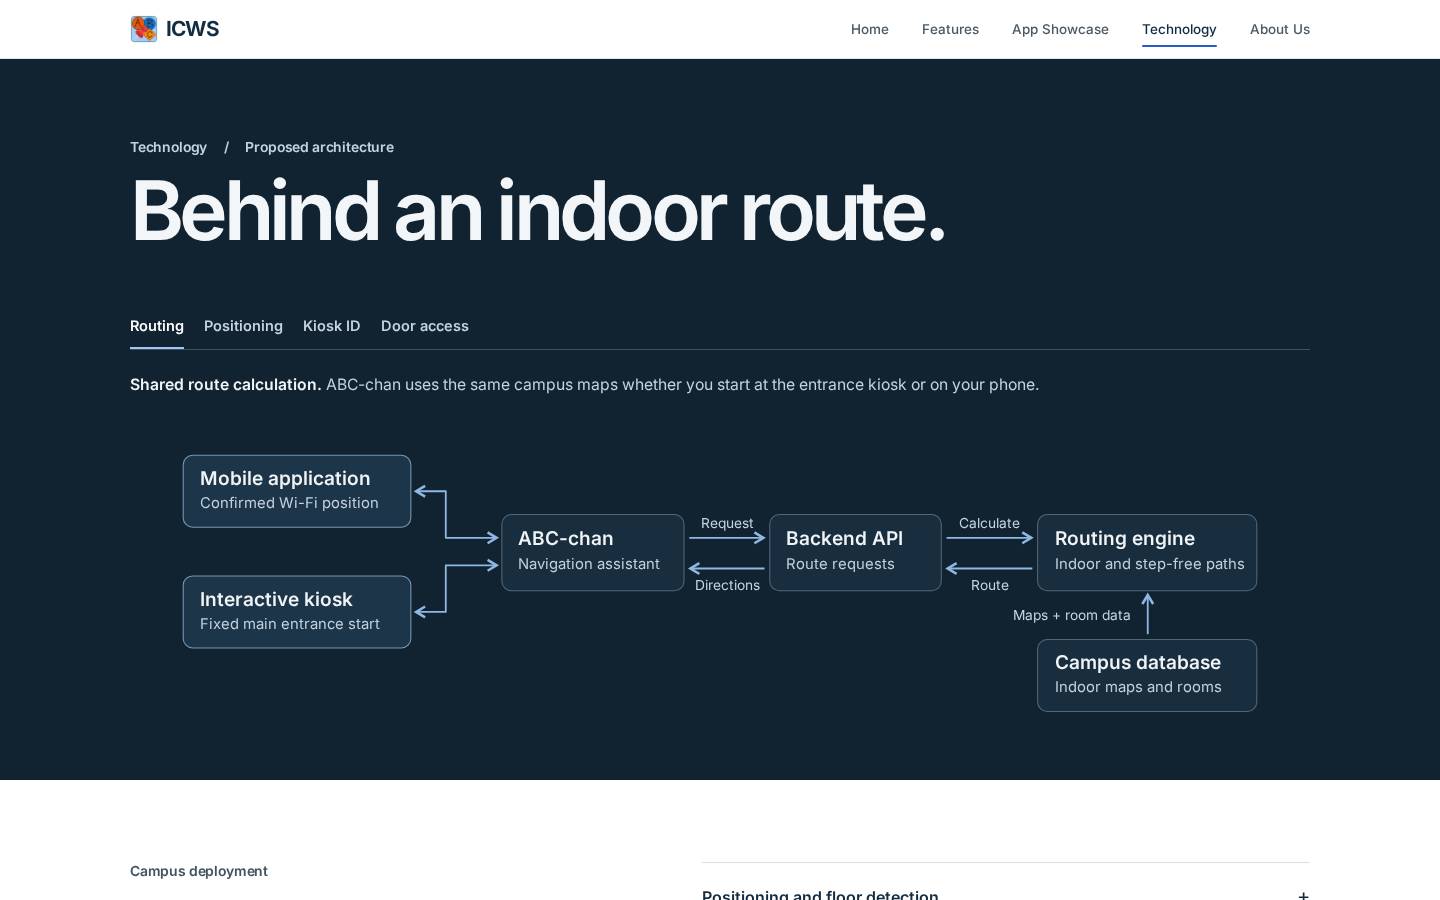 ICWS
Home Features App Showcase Technology About Us
Technology / Proposed architecture
Behind an indoor route.
Routing Positioning Kiosk ID Door access
Shared route calculation. ABC-chan uses the same campus maps whether you start at the entrance kiosk or on your phone.
Mobile application
Confirmed Wi-Fi position
Interactive kiosk
Fixed main entrance start
ABC-chan
Navigation assistant
Request
Directions
Backend API
Route requests
Calculate
Route
Routing engine
Indoor and step-free paths
Maps + room data
Campus database
Indoor maps and rooms
Campus deployment
Positioning and floor detection +